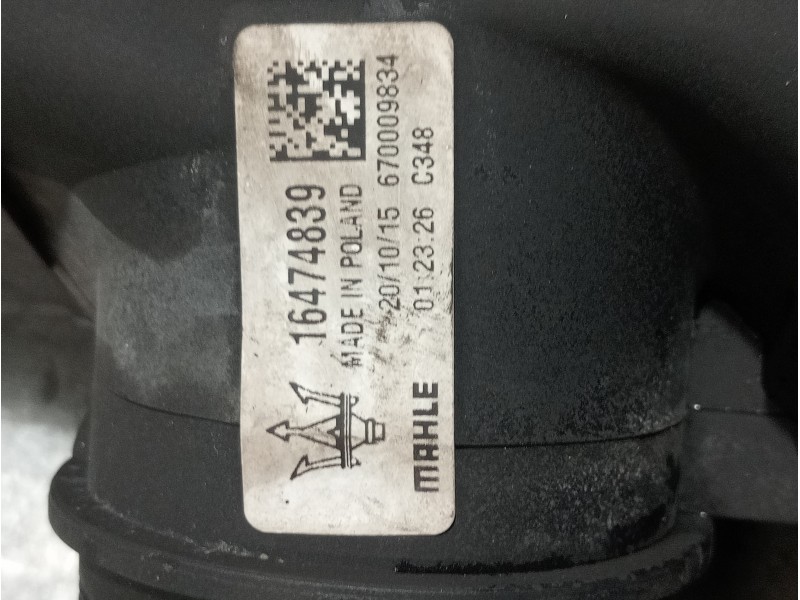 16474839
MADE IN POLAND
20/10/15 670009834
01:23:26 C348
MAHLE